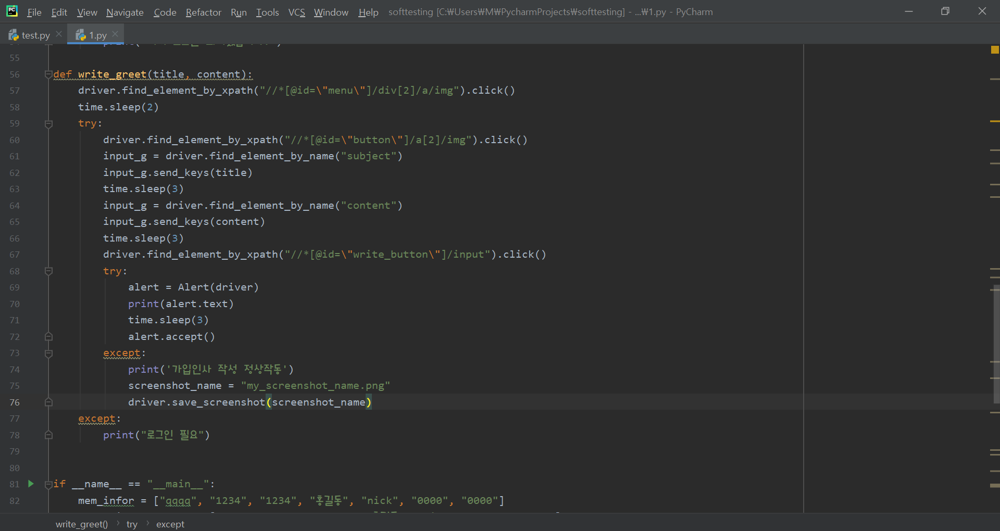 PC File Edit View Navigate Code Refactor Run Tools VCS Window Help softtesting [C:₩Users₩M₩PycharmProjects₩softtesting] - ...₩1.py - PyCharm
test.py 1.py
55
56 def write_greet(title, content):
57 driver.find_element_by_xpath("//*[@id=\"menu\"]/div[2]/a/img").click()
58 time.sleep(2)
59 try:
60 driver.find_element_by_xpath("//*[@id=\"button\"]/a[2]/img").click()
61 input_g = driver.find_element_by_name("subject")
62 input_g.send_keys(title)
63 time.sleep(3)
64 input_g = driver.find_element_by_name("content")
65 input_g.send_keys(content)
66 time.sleep(3)
67 driver.find_element_by_xpath("//*[@id=\"write_button\"]/input").click()
68 try:
69 alert = Alert(driver)
70 print(alert.text)
71 time.sleep(3)
72 alert.accept()
73 except:
74 print('가입인사 작성 정상작동')
75 screenshot_name = "my_screenshot_name.png"
76 driver.save_screenshot(screenshot_name)
77 except:
78 print("로그인 필요")
79
80
81 if __name__ == "__main__":
82 mem_infor = ["qqqq", "1234", "1234", "홍길동", "nick", "0000", "0000"]
write_greet() › try › except